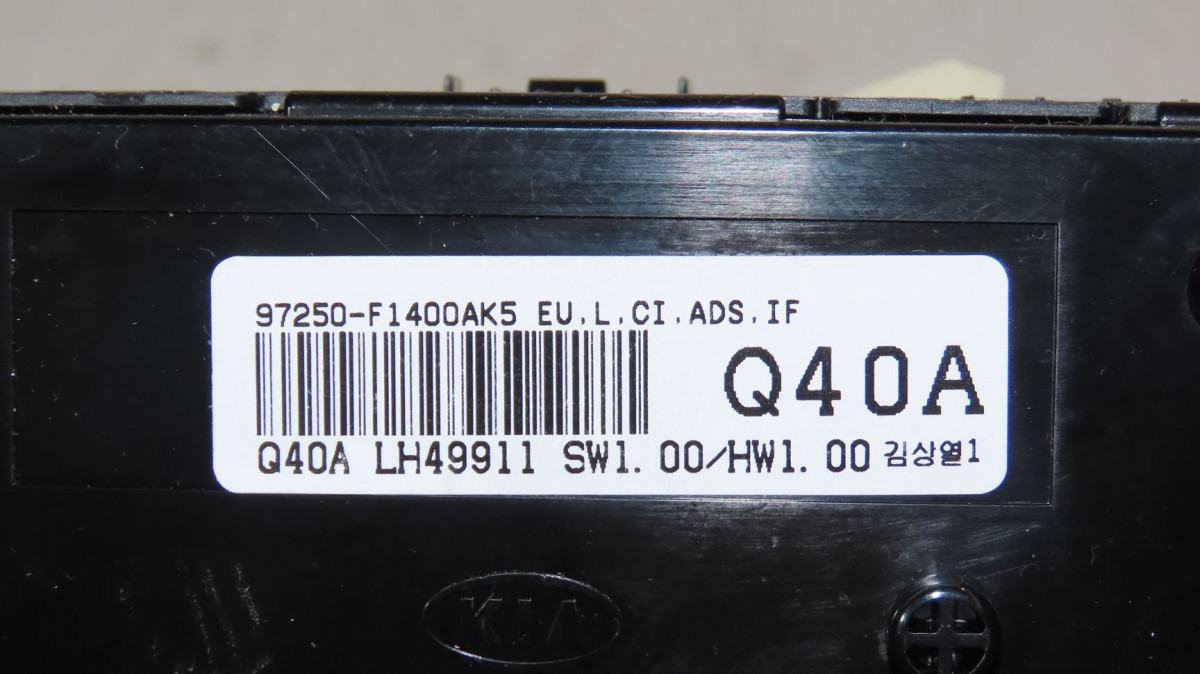 97250-F1400AK5 EU.L.CI.ADS.IF
Q40A
Q40A LH49911 SW1.00/HW1.00 김상열1
KIA